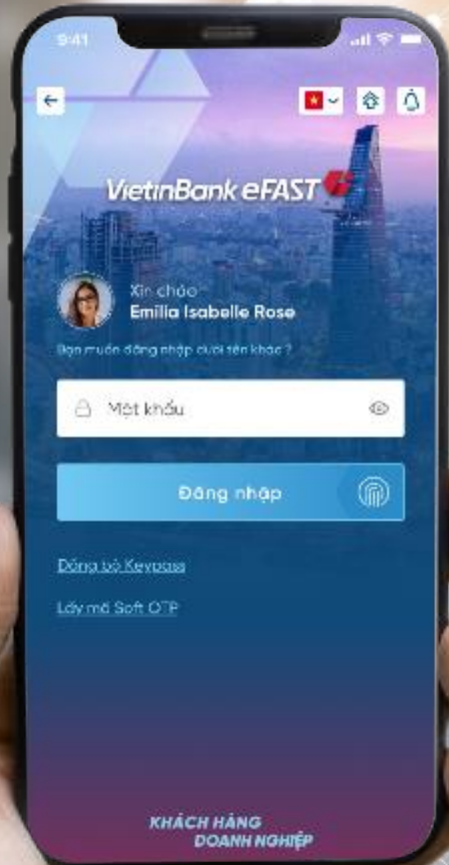 9:41
VietinBank eFAST
Xin chào
Emilia Isabelle Rose
Bạn muốn đăng nhập dưới tên khác ?
Mật khẩu
Đăng nhập
Đồng bộ Keypass
Lấy mã Soft OTP
KHÁCH HÀNG
DOANH NGHIỆP